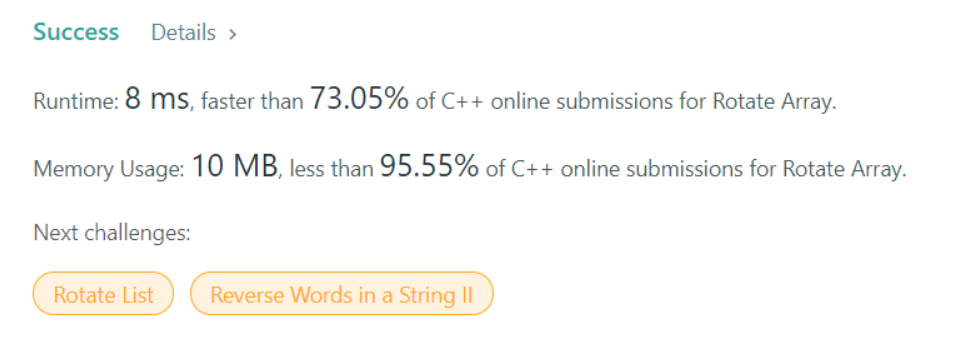 Success Details >
Runtime: 8 ms, faster than 73.05% of C++ online submissions for Rotate Array.
Memory Usage: 10 MB, less than 95.55% of C++ online submissions for Rotate Array.
Next challenges:
Rotate List Reverse Words in a String II